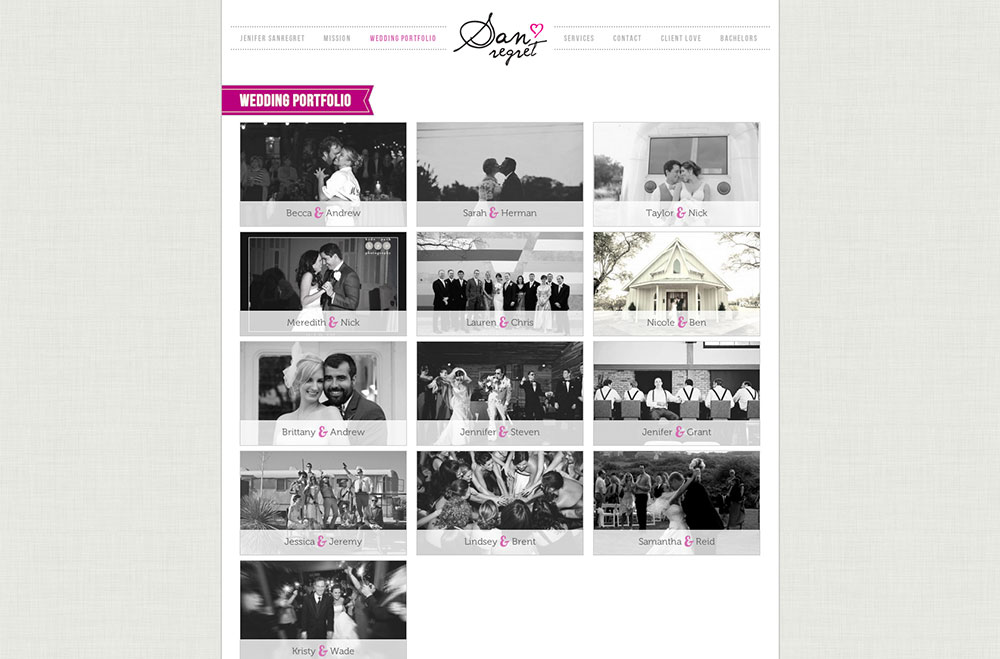 JENIFER SANREGRET MISSION WEDDING PORTFOLIO San regret SERVICES CONTACT CLIENT LOVE BACHELORS
WEDDING PORTFOLIO
Becca & Andrew
Sarah & Herman
Taylor & Nick
Meredith & Nick
Lauren & Chris
Nicole & Ben
Brittany & Andrew
Jennifer & Steven
Jenifer & Grant
Jessica & Jeremy
Lindsey & Brent
Samantha & Reid
Kristy & Wade